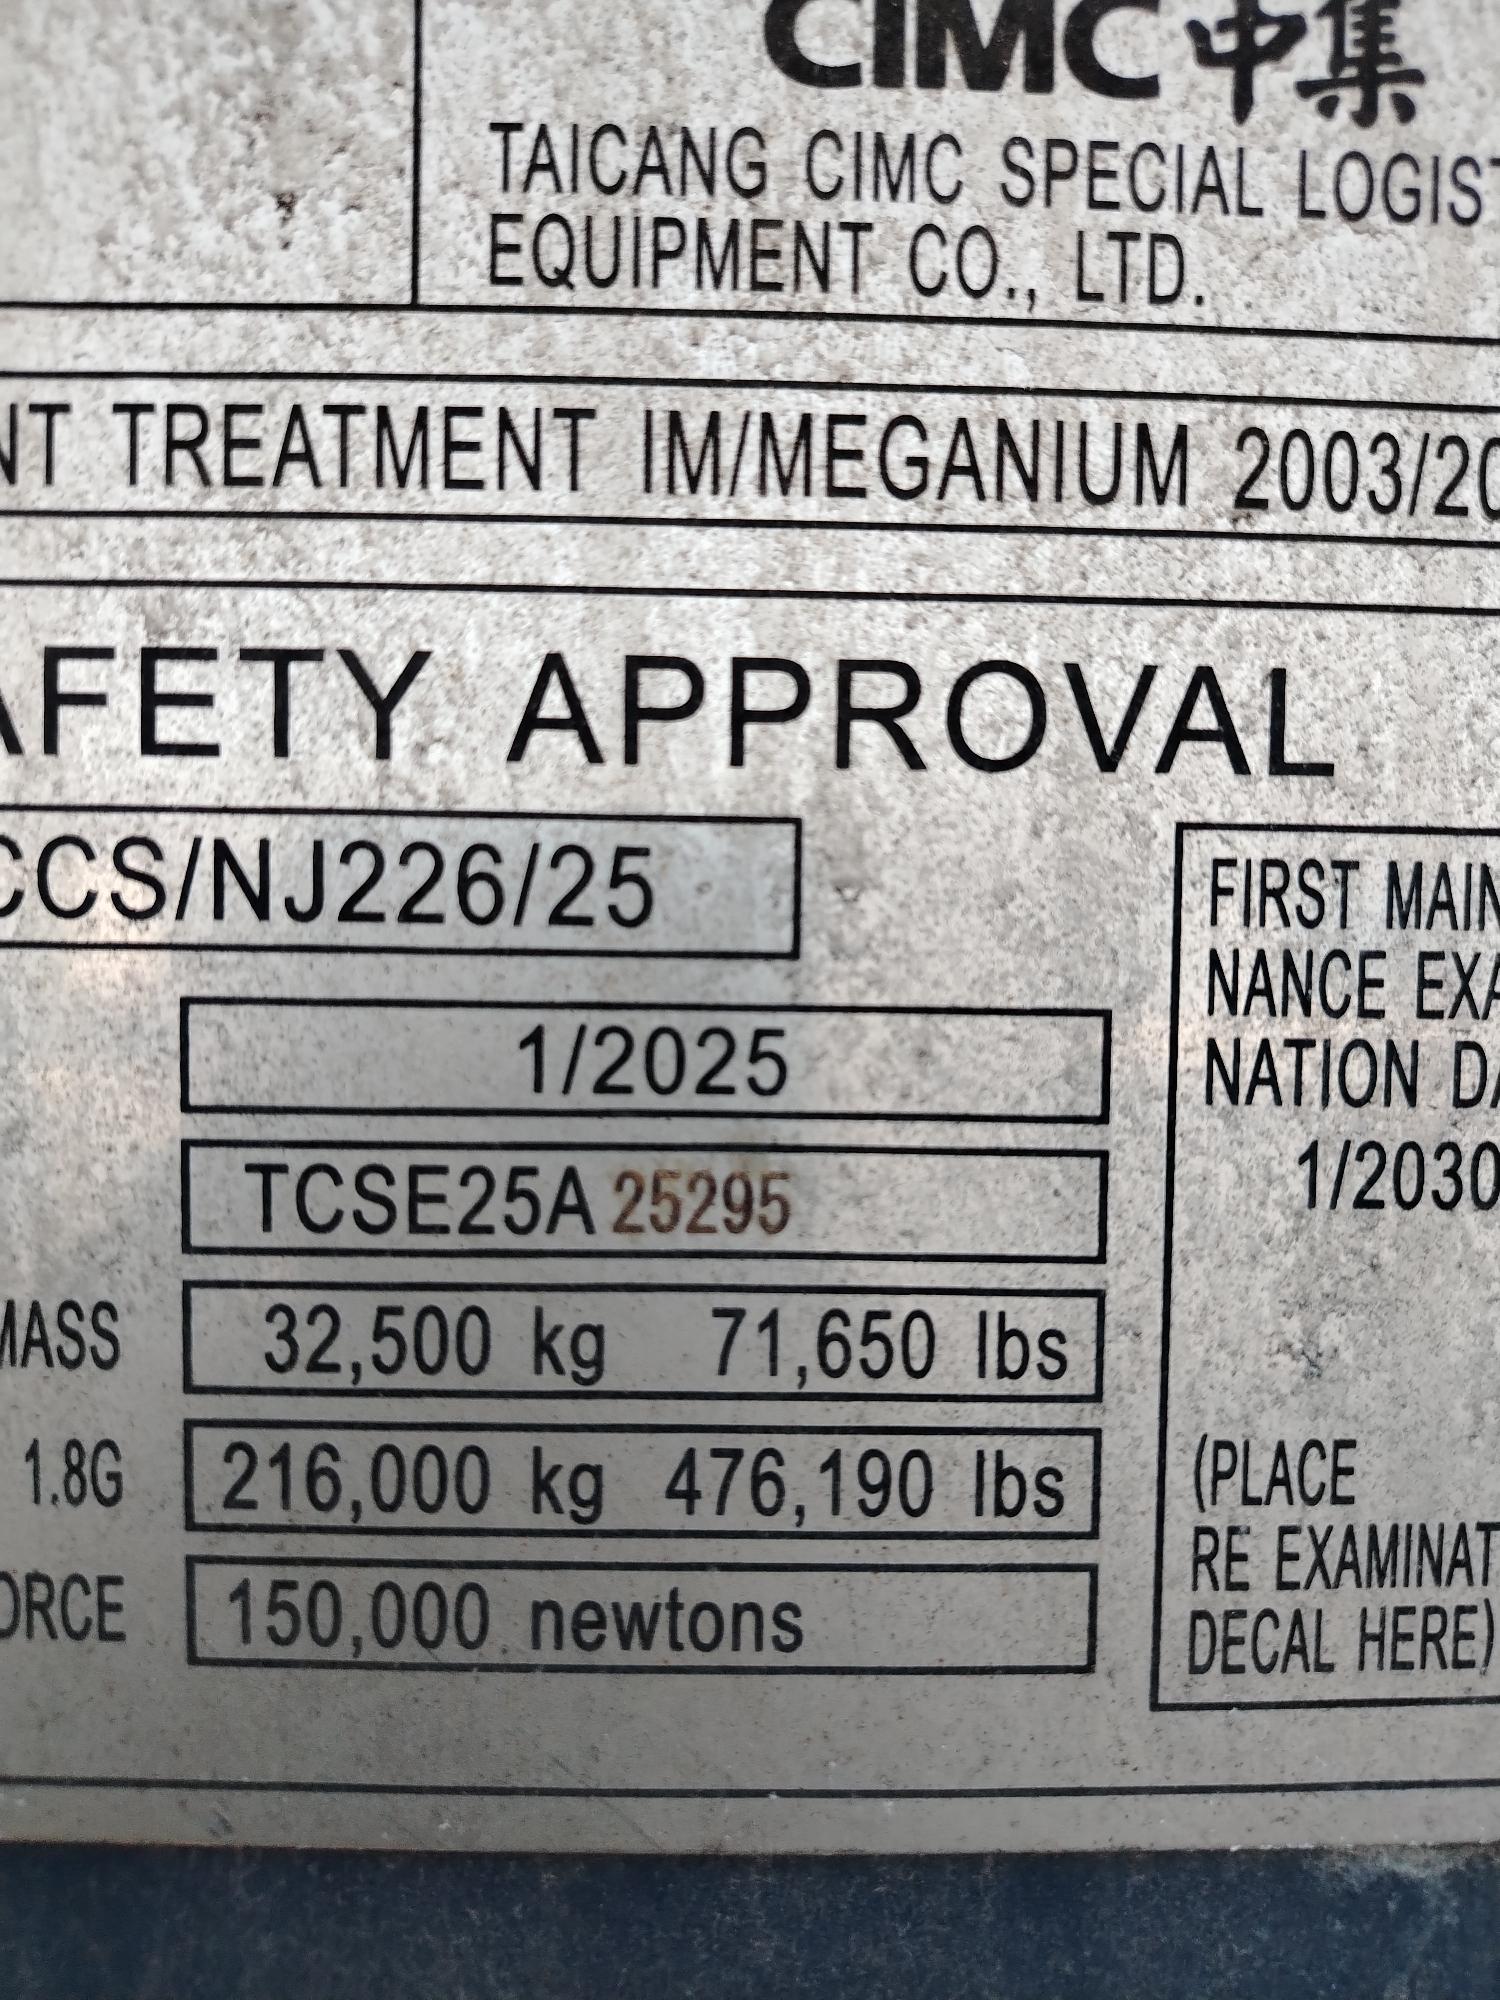 CIMC 中集
TAICANG CIMC SPECIAL LOGIST
EQUIPMENT CO., LTD.
NT TREATMENT IM/MEGANIUM 2003/20
AFETY APPROVAL
CCS/NJ226/25
1/2025
TCSE25A 25295
MASS 32,500 kg 71,650 lbs
1.8G 216,000 kg 476,190 lbs
ORCE 150,000 newtons
FIRST MAIN
NANCE EXA
NATION DA
1/2030
(PLACE
RE EXAMINAT
DECAL HERE)